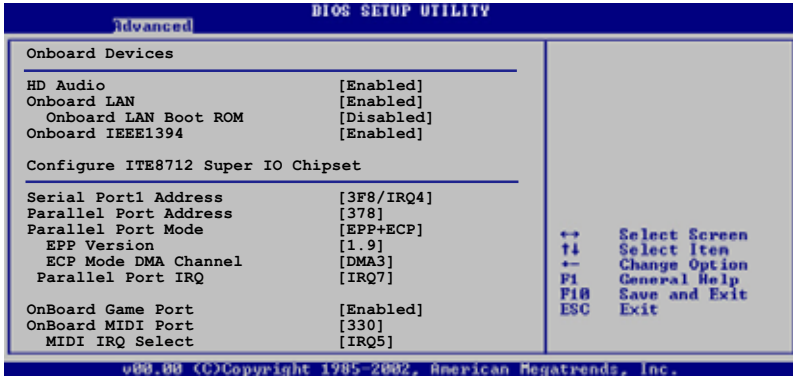 BIOS SETUP UTILITY
Advanced
Onboard Devices
HD Audio [Enabled]
Onboard LAN [Enabled]
Onboard LAN Boot ROM [Disabled]
Onboard IEEE1394 [Enabled]
Configure ITE8712 Super IO Chipset
Serial Port1 Address [3F8/IRQ4]
Parallel Port Address [378]
Parallel Port Mode [EPP+ECP]
EPP Version [1.9]
ECP Mode DMA Channel [DMA3]
Parallel Port IRQ [IRQ7]
OnBoard Game Port [Enabled]
OnBoard MIDI Port [330]
MIDI IRQ Select [IRQ5]
↔ Select Screen
↑↓ Select Item
+- Change Option
F1 General Help
F10 Save and Exit
ESC Exit
v00.00 (C)Copyright 1985-2002, American Megatrends, Inc.